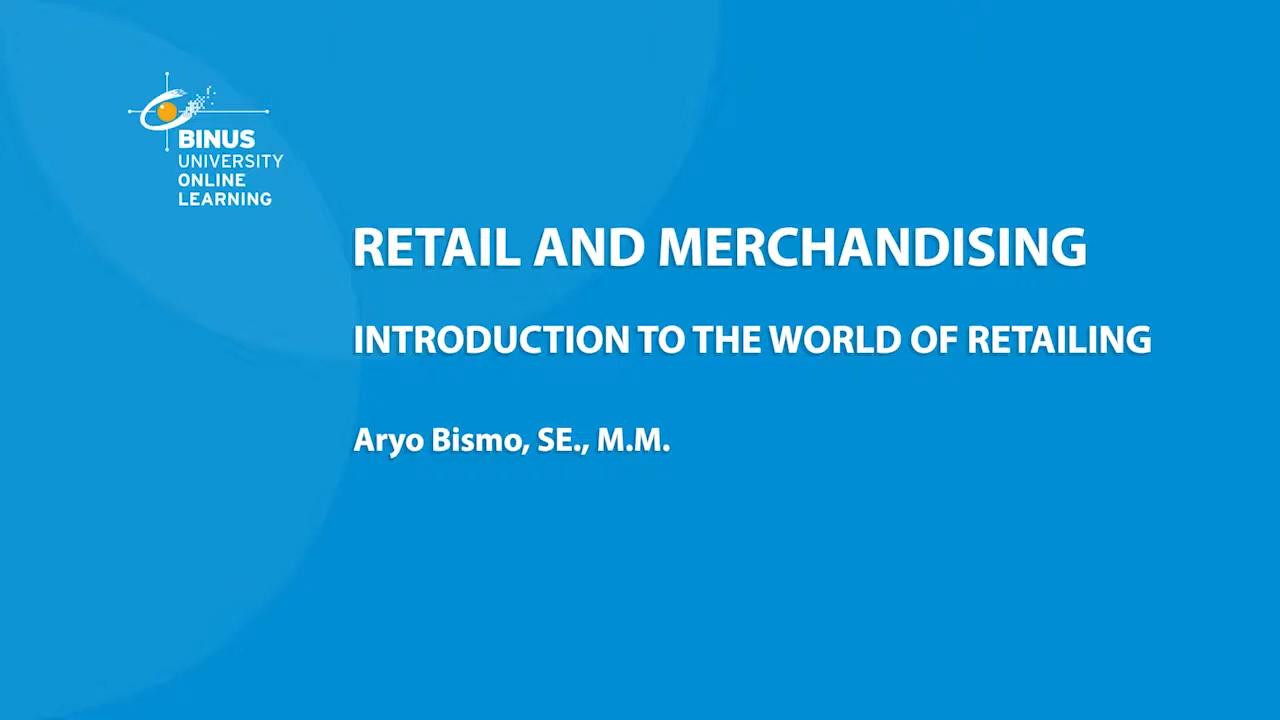 BINUS
UNIVERSITY
ONLINE
LEARNING
RETAIL AND MERCHANDISING
INTRODUCTION TO THE WORLD OF RETAILING
Aryo Bismo, SE., M.M.